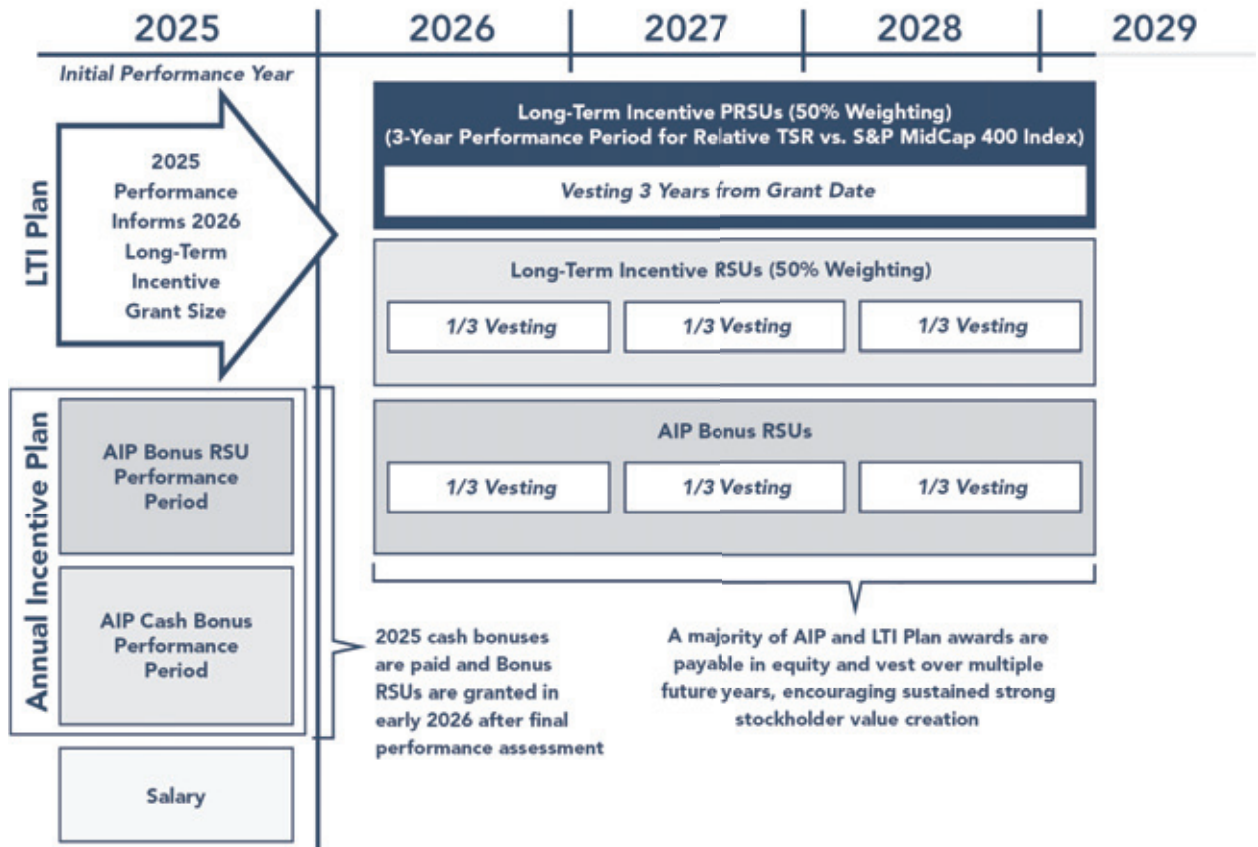 2025 2026 2027 2028 2029
Initial Performance Year
LTI Plan
2025
Performance
Informs 2026
Long-Term
Incentive
Grant Size
Long-Term Incentive PRSUs (50% Weighting)
(3-Year Performance Period for Relative TSR vs. S&P MidCap 400 Index)
Vesting 3 Years from Grant Date
Long-Term Incentive RSUs (50% Weighting)
1/3 Vesting 1/3 Vesting 1/3 Vesting
Annual Incentive Plan
AIP Bonus RSU
Performance
Period
AIP Bonus RSUs
1/3 Vesting 1/3 Vesting 1/3 Vesting
AIP Cash Bonus
Performance
Period
2025 cash bonuses
are paid and Bonus
RSUs are granted in
early 2026 after final
performance assessment
A majority of AIP and LTI Plan awards are
payable in equity and vest over multiple
future years, encouraging sustained strong
stockholder value creation
Salary